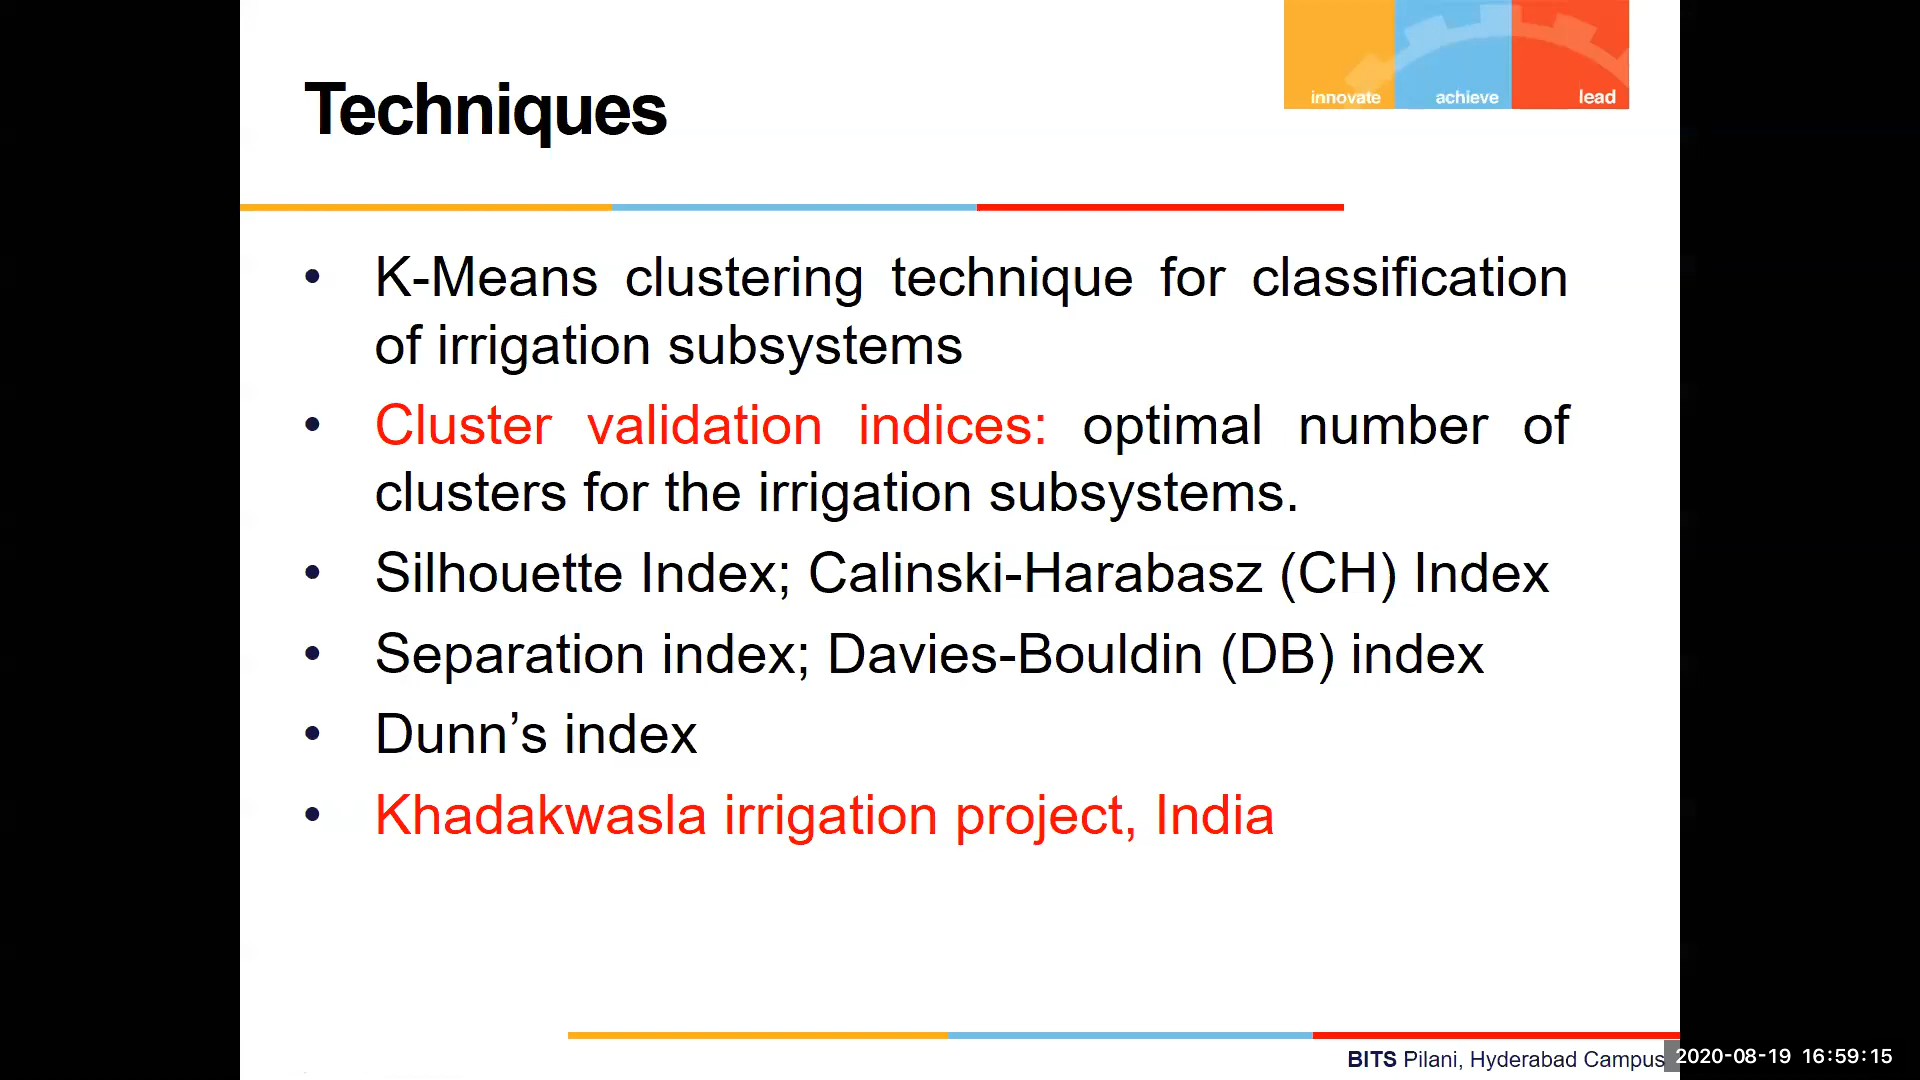 innovate achieve lead
Techniques
• K-Means clustering technique for classification
of irrigation subsystems
• Cluster validation indices: optimal number of
clusters for the irrigation subsystems.
• Silhouette Index; Calinski-Harabasz (CH) Index
• Separation index; Davies-Bouldin (DB) index
• Dunn’s index
• Khadakwasla irrigation project, India
BITS Pilani, Hyderabad Campus
2020-08-19 16:59:15